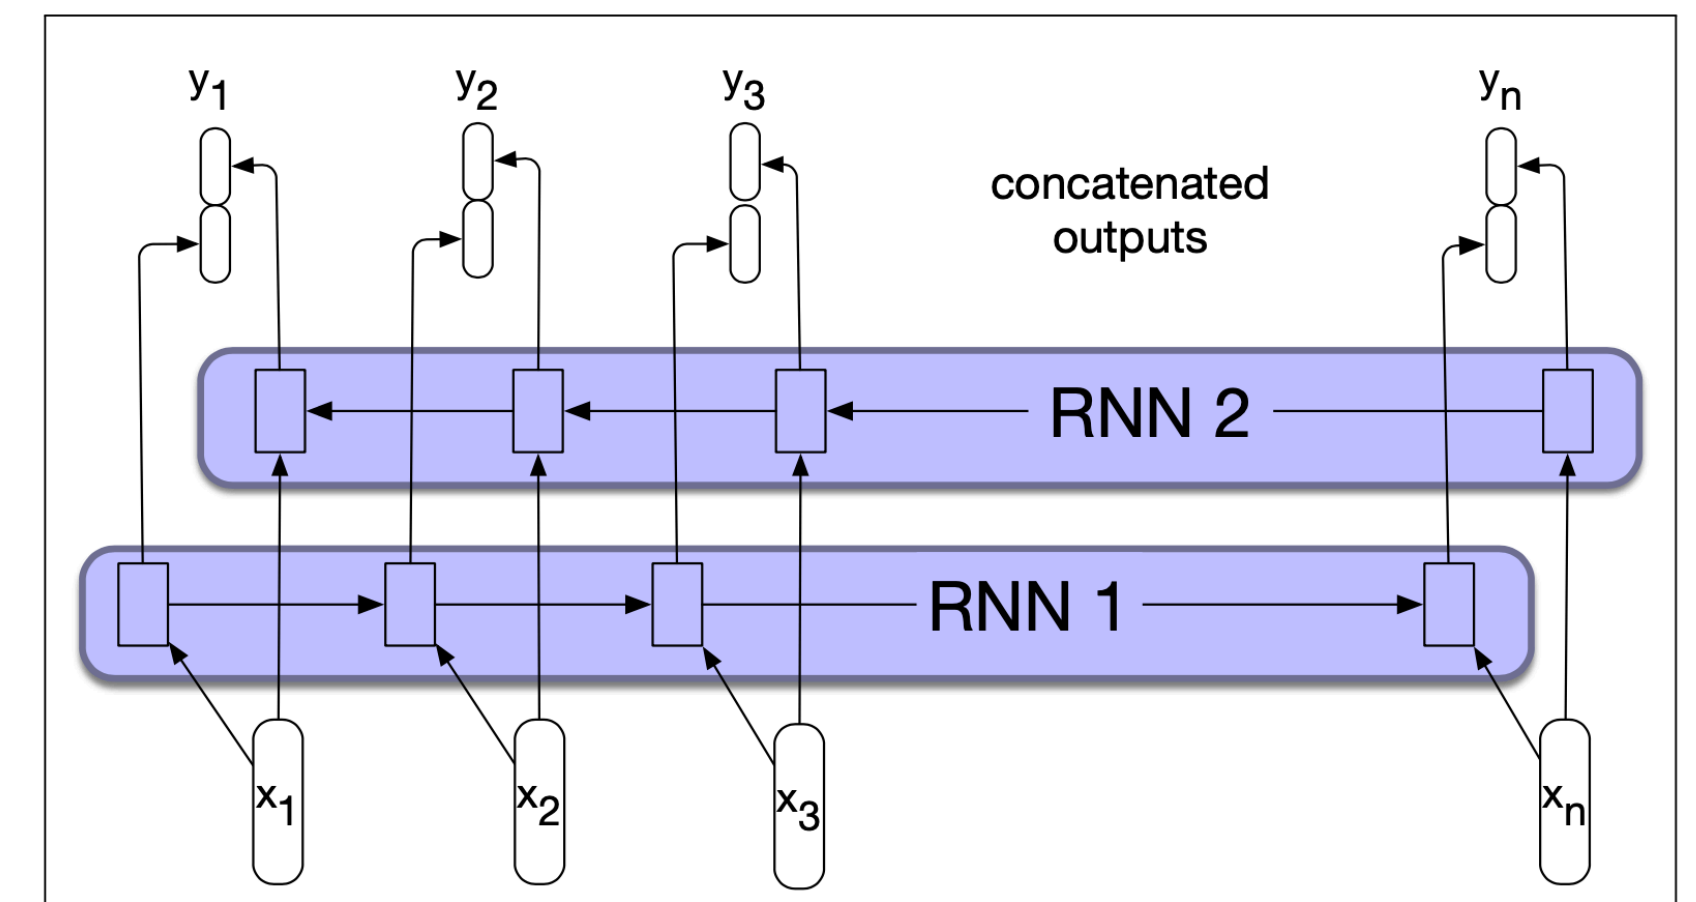 y1 y2 y3 yn
concatenated
outputs
RNN 2
RNN 1
x1 x2 x3 xn